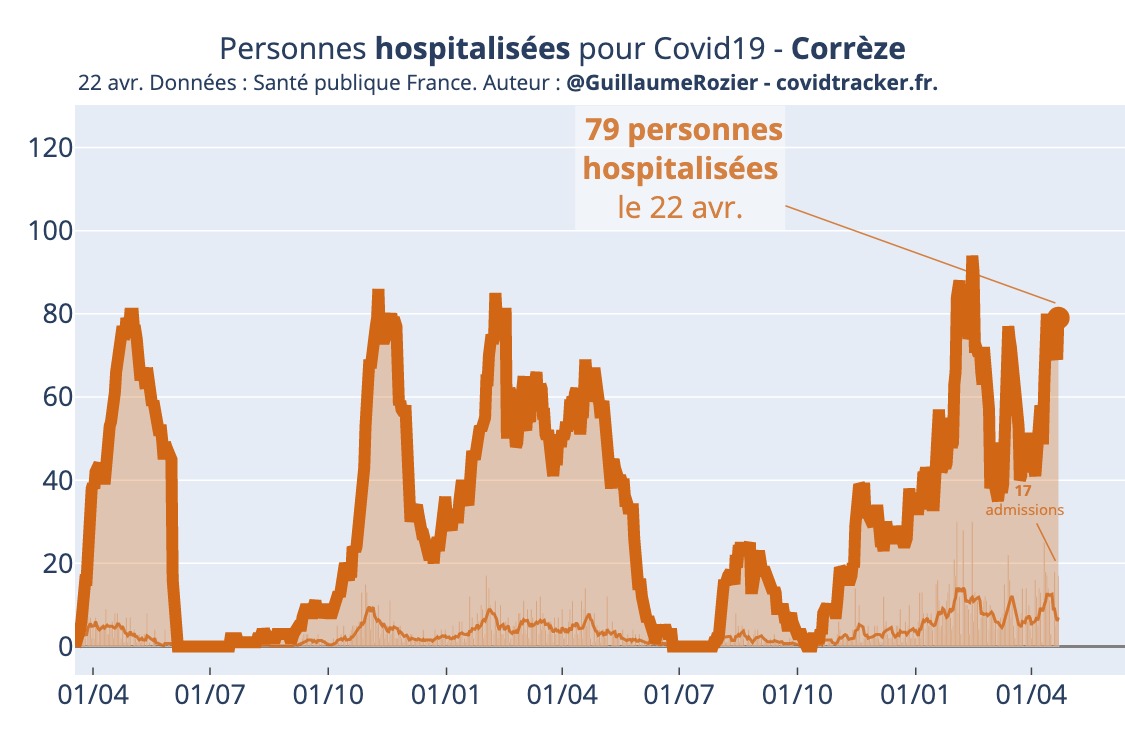 Personnes hospitalisées pour Covid19 - Corrèze
22 avr. Données : Santé publique France. Auteur : @GuillaumeRozier - covidtracker.fr.
79 personnes
hospitalisées
le 22 avr.
120
100
80
60
40
20
0
17
admissions
01/04 01/07 01/10 01/01 01/04 01/07 01/10 01/01 01/04